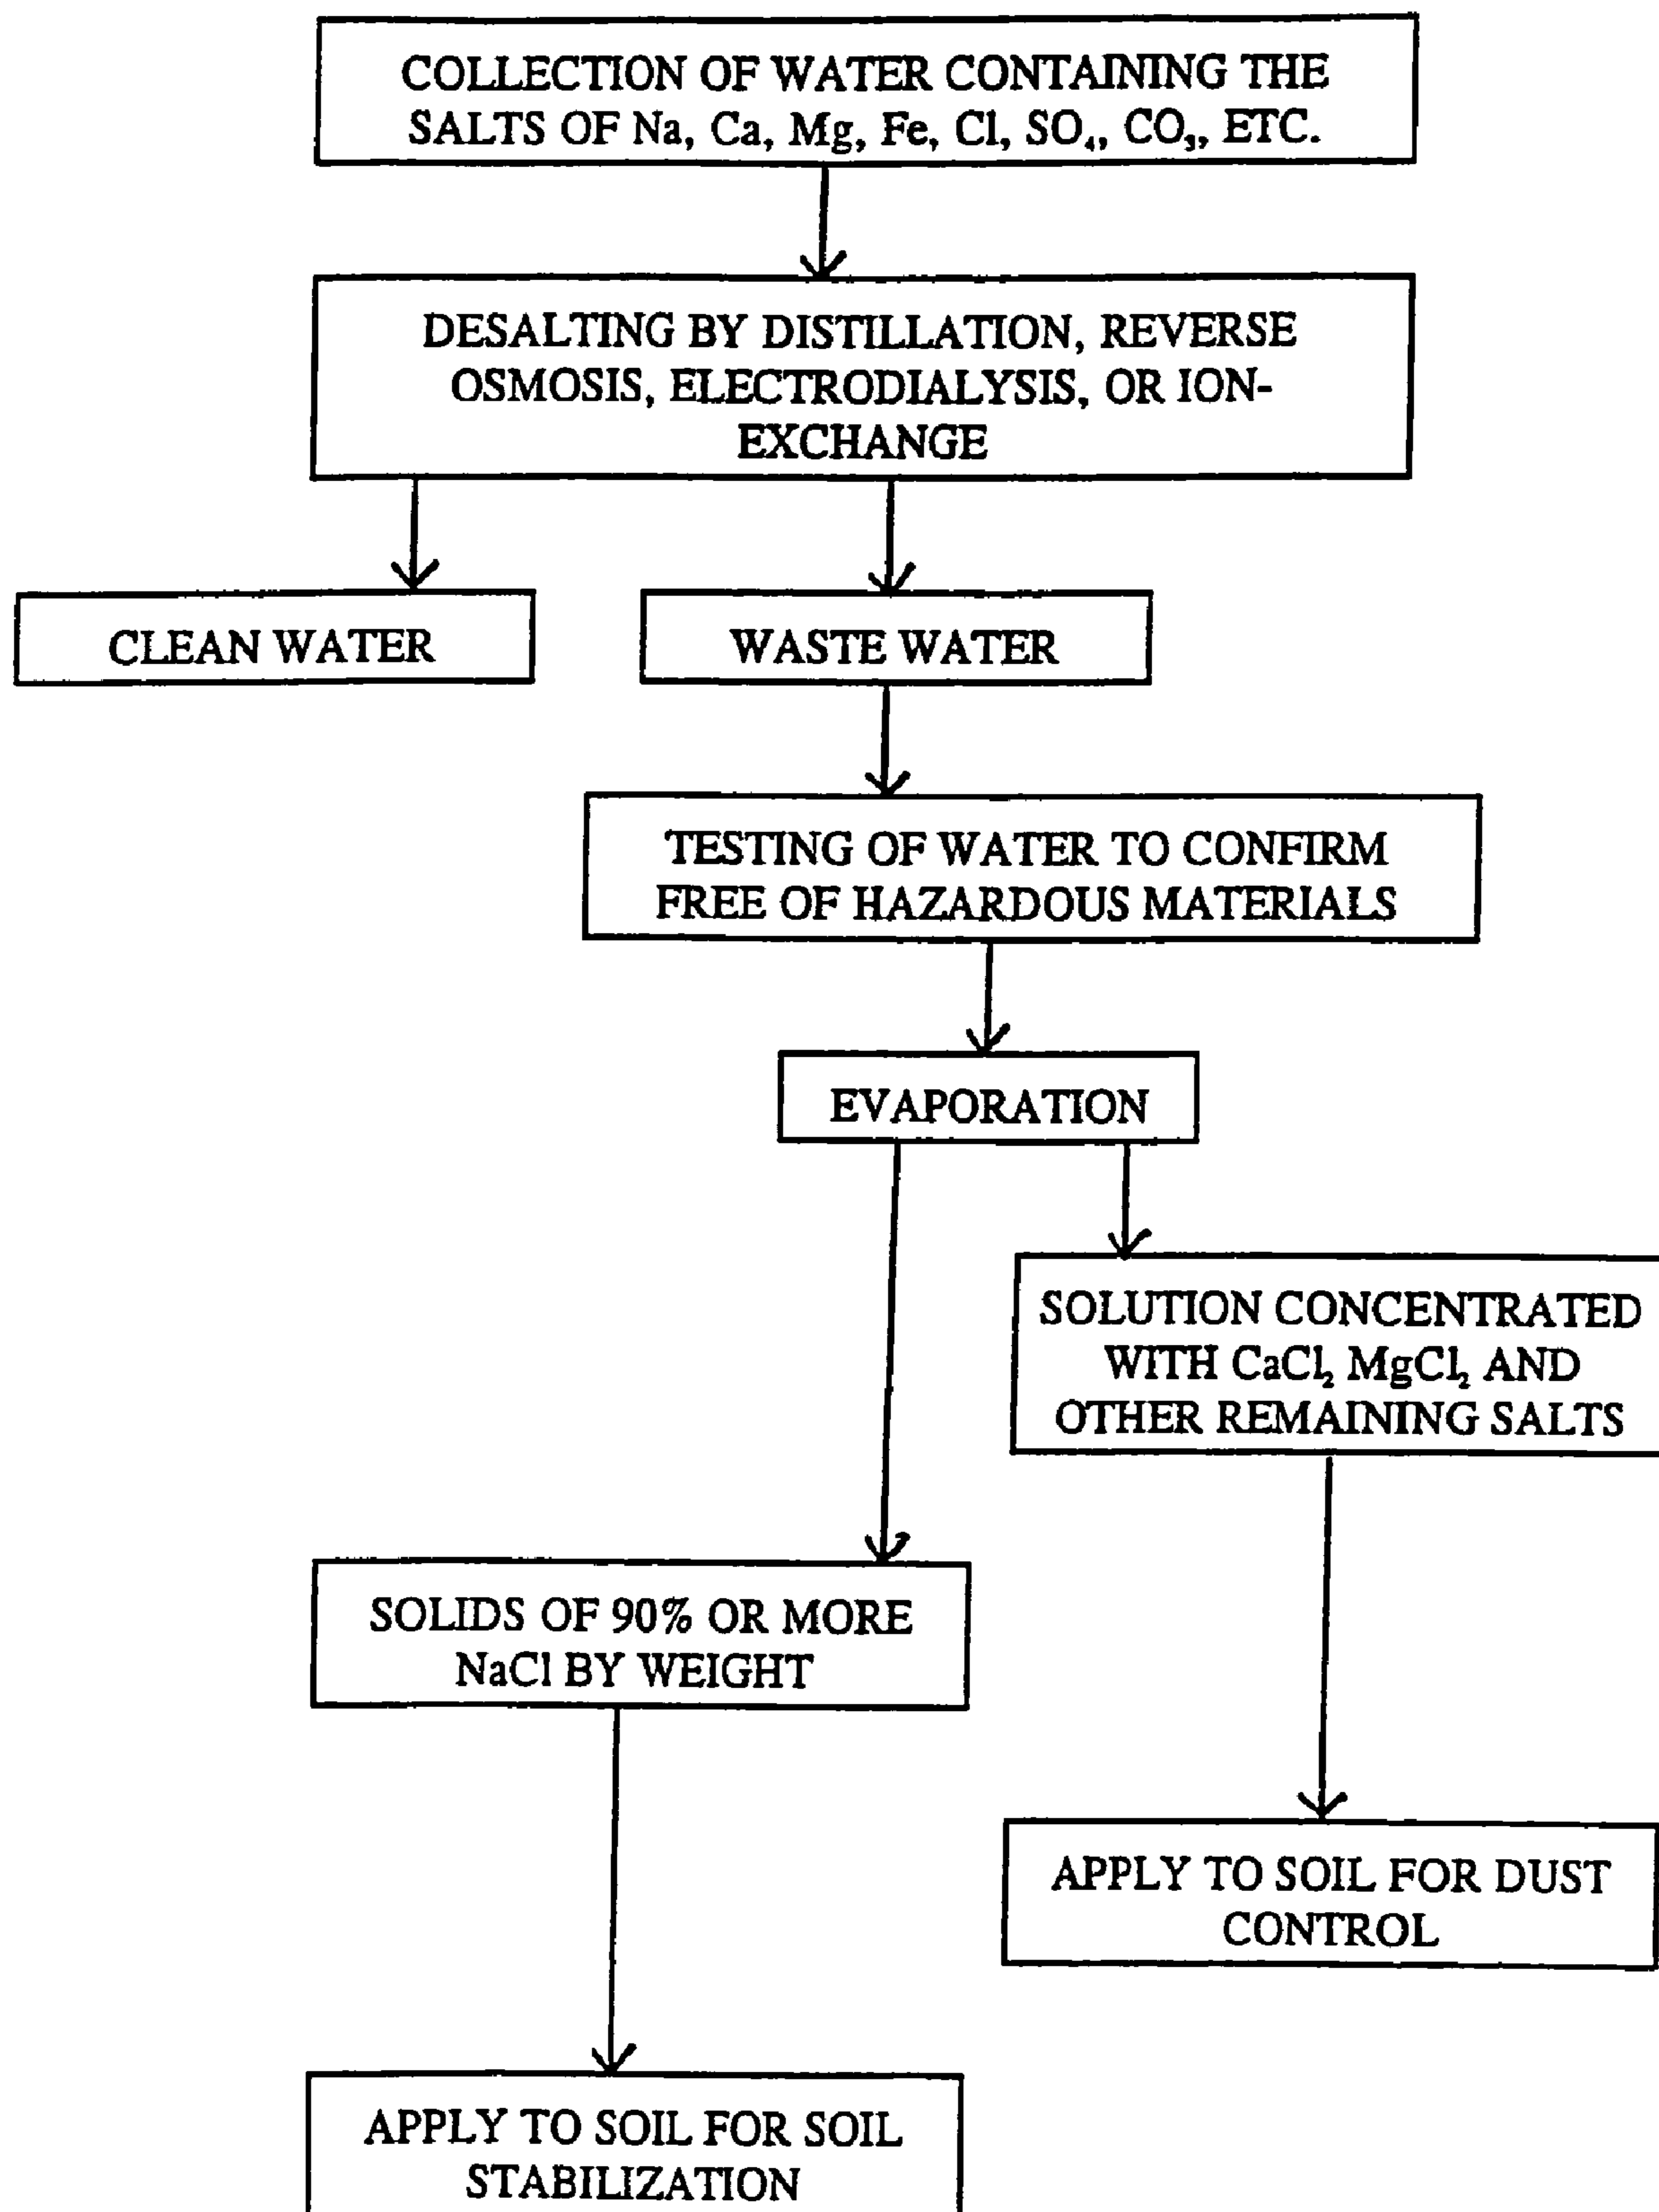 COLLECTION OF WATER CONTAINING THE
SALTS OF Na, Ca, Mg, Fe, Cl, SO₄, CO₃, ETC.
DESALTING BY DISTILLATION, REVERSE
OSMOSIS, ELECTRODIALYSIS, OR ION-
EXCHANGE
CLEAN WATER
WASTE WATER
TESTING OF WATER TO CONFIRM
FREE OF HAZARDOUS MATERIALS
EVAPORATION
SOLUTION CONCENTRATED
WITH CaCl₂ MgCl₂ AND
OTHER REMAINING SALTS
SOLIDS OF 90% OR MORE
NaCl BY WEIGHT
APPLY TO SOIL FOR DUST
CONTROL
APPLY TO SOIL FOR SOIL
STABILIZATION